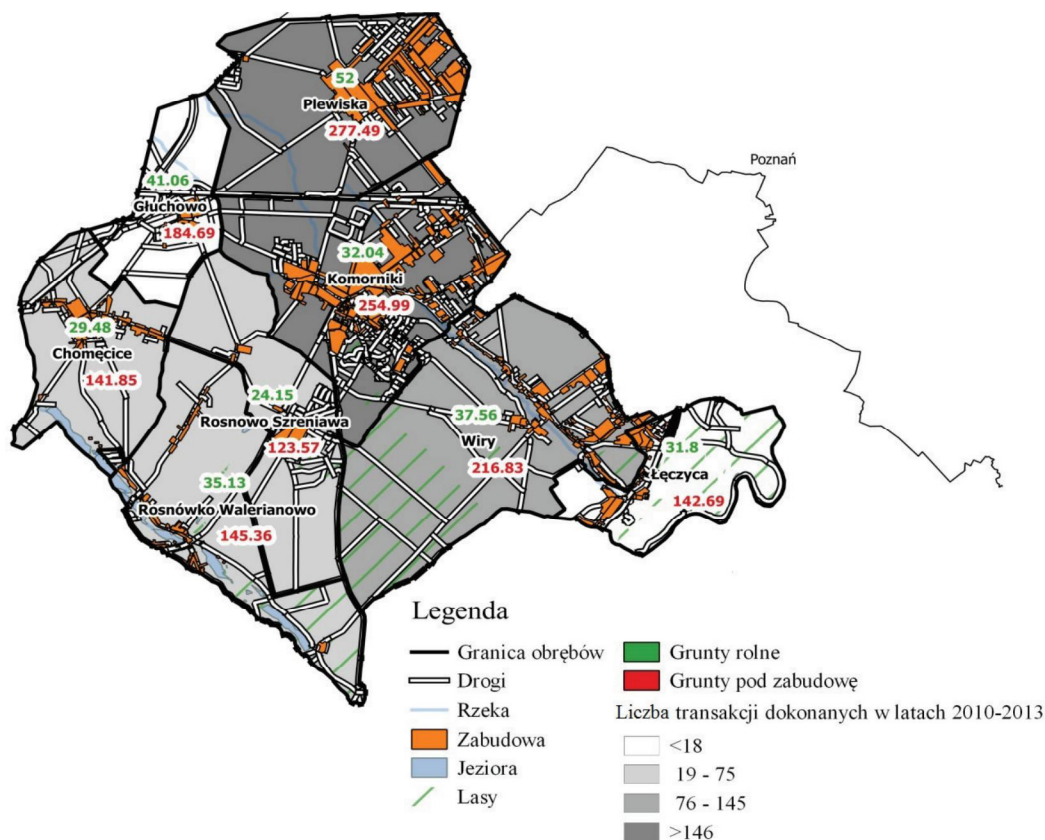 52
Plewiska
277.49
Poznań
41.06
Głuchowo
184.69
32.04
Komorniki
254.99
29.48
Chomęcice
141.85
24.15
Rosnowo Szreniawa
123.57
37.56
Wiry
216.83
31.8
Łęczyca
142.69
35.13
Rosnówko Walerianowo
145.36
Legenda
Granica obrębów
Drogi
Rzeka
Zabudowa
Jeziora
Lasy
Grunty rolne
Grunty pod zabudowę
Liczba transakcji dokonanych w latach 2010-2013
<18
19 - 75
76 - 145
>146